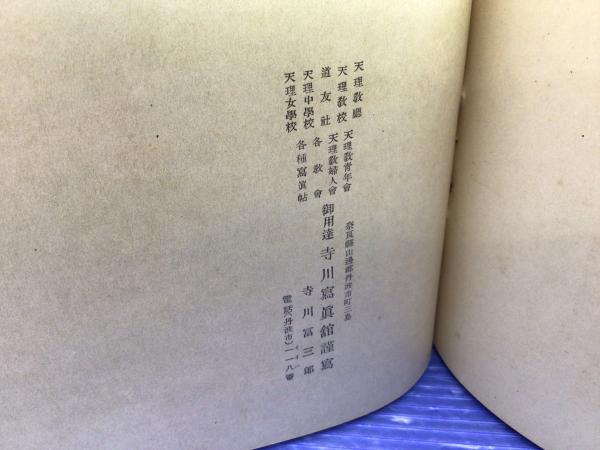 天理教廳
天理教校
道友社
天理中學校
天理女學校
天理教青年會
天理教婦人會
各教會
各種寫眞帖
御用達
奈良縣山邊郡丹波市町三島
寺川寫眞舘謹寫
寺川冨三郎
電話(丹波市)一一八番